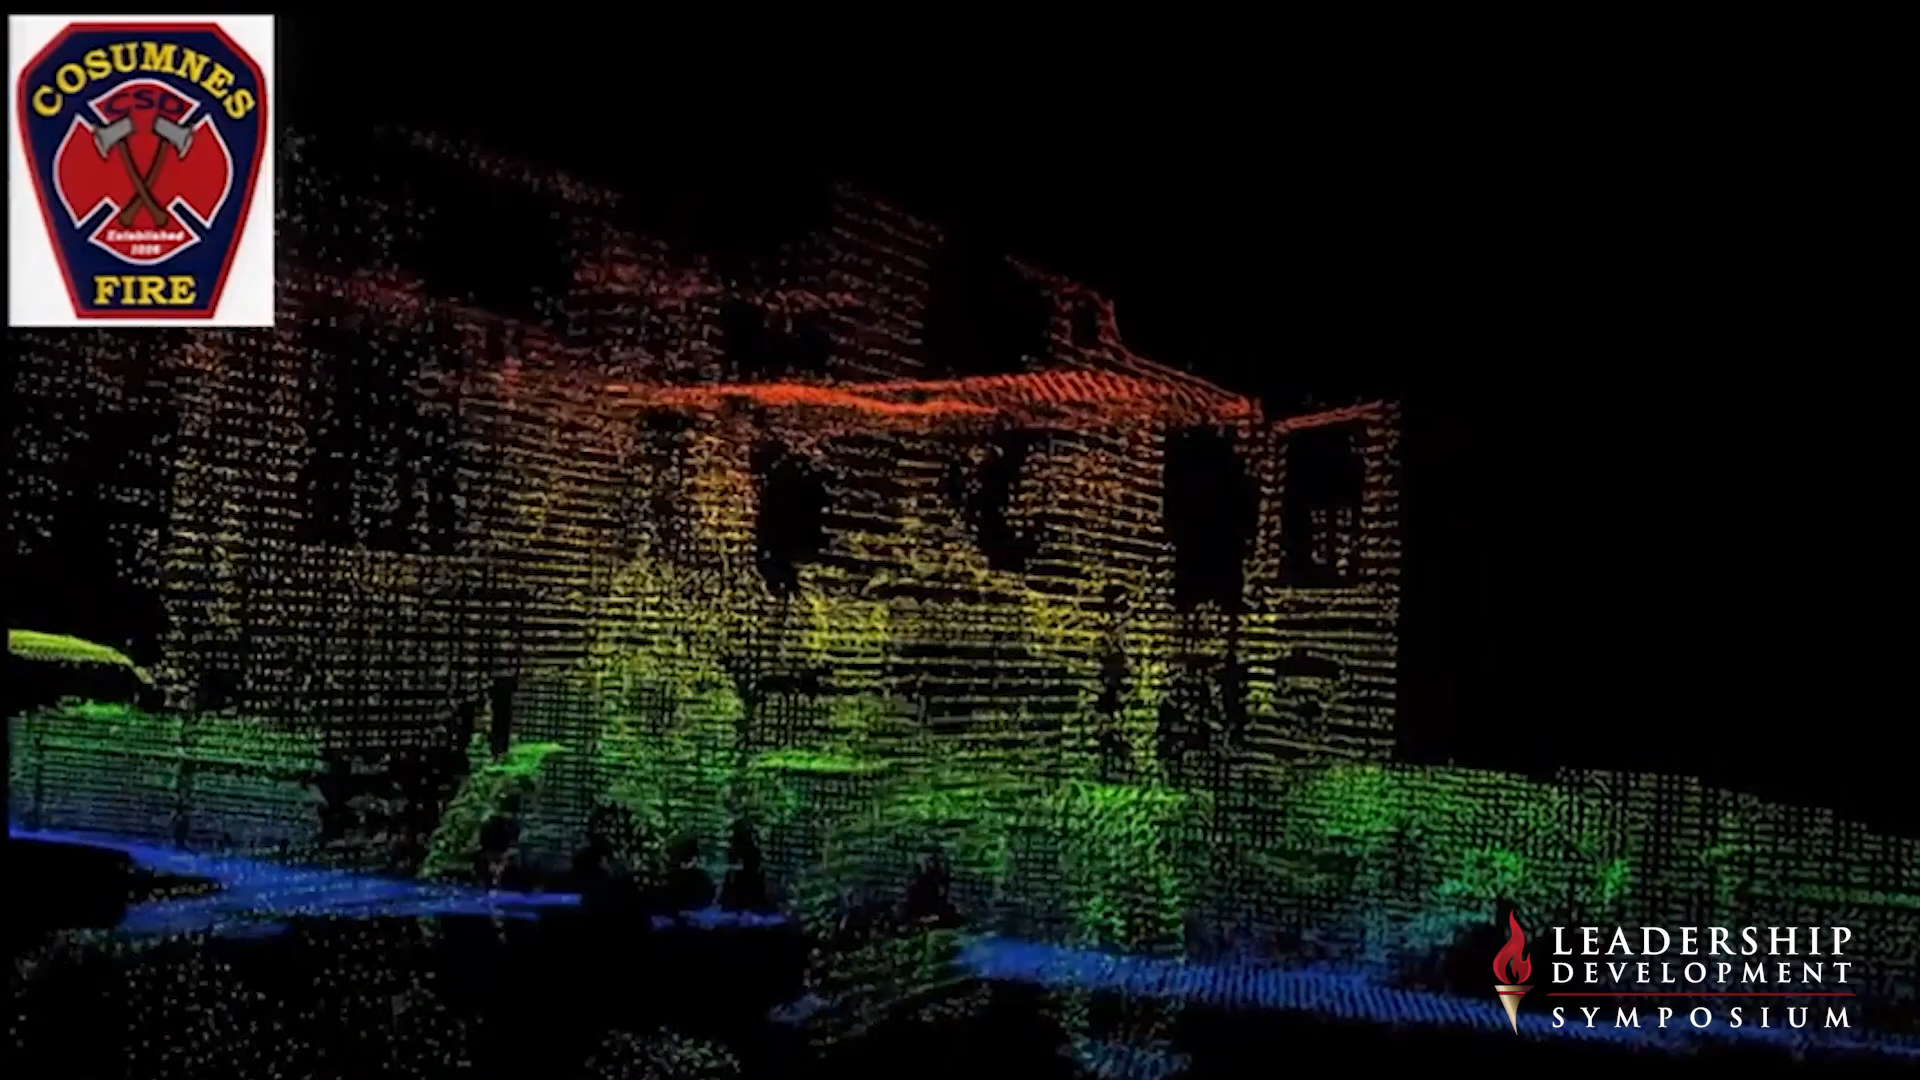 COSUMNES
CSD
Established
FIRE
LEADERSHIP
DEVELOPMENT
SYMPOSIUM